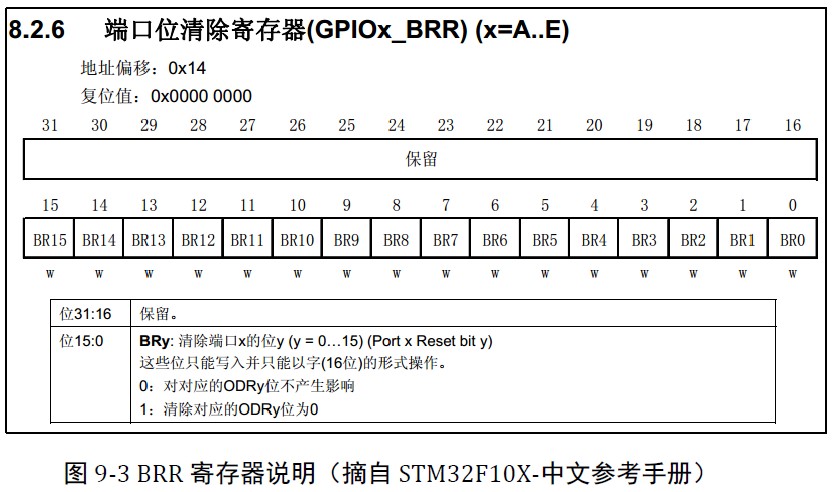 8.2.6 端口位清除寄存器(GPIOx_BRR) (x=A..E)
地址偏移：0x14
复位值：0x0000 0000
31 30 29 28 27 26 25 24 23 22 21 20 19 18 17 16
保留
15 14 13 12 11 10 9 8 7 6 5 4 3 2 1 0
BR15 BR14 BR13 BR12 BR11 BR10 BR9 BR8 BR7 BR6 BR5 BR4 BR3 BR2 BR1 BR0
w w w w w w w w w w w w w w w w
位31:16 保留。
位15:0 BRy: 清除端口x的位y (y = 0…15) (Port x Reset bit y)
这些位只能写入并只能以字(16位)的形式操作。
0：对对应的ODRy位不产生影响
1：清除对应的ODRy位为0
图 9-3 BRR 寄存器说明（摘自 STM32F10X-中文参考手册）